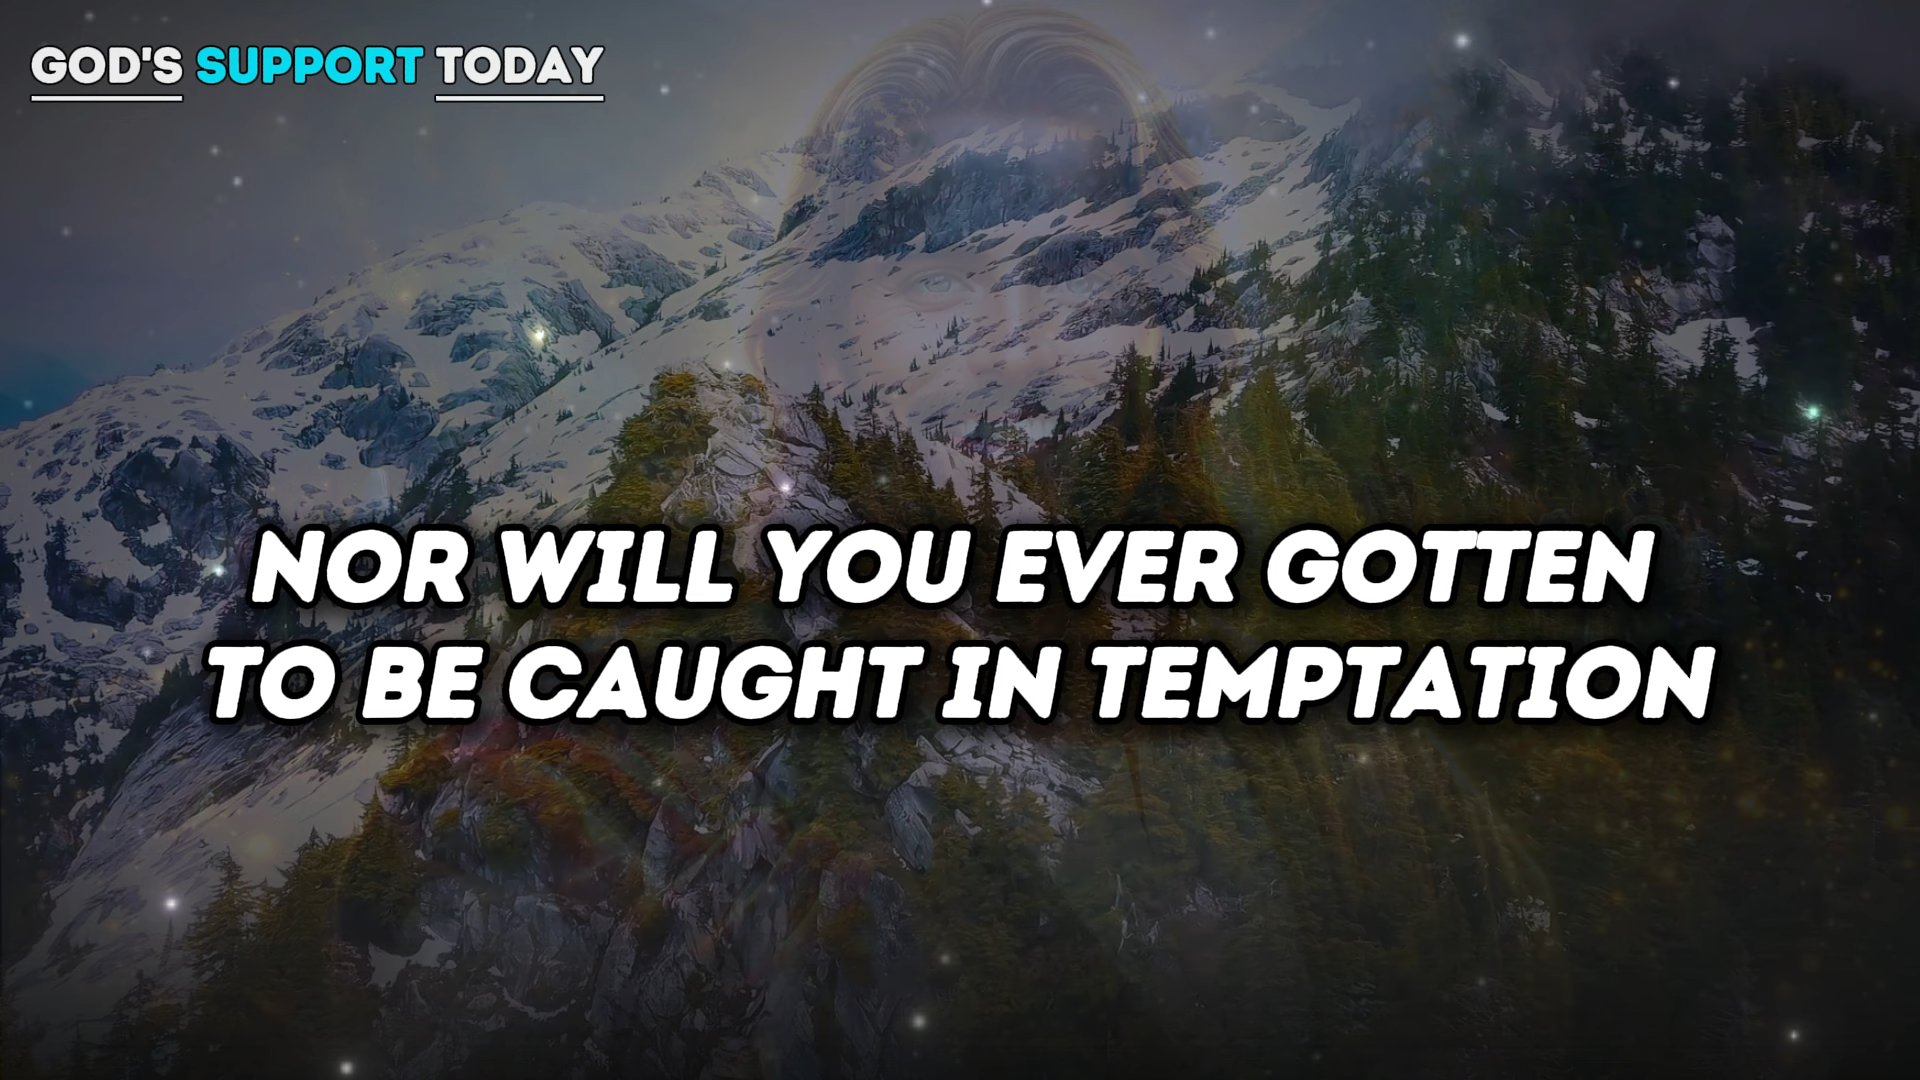 GOD'S SUPPORT TODAY
NOR WILL YOU EVER GOTTEN
TO BE CAUGHT IN TEMPTATION